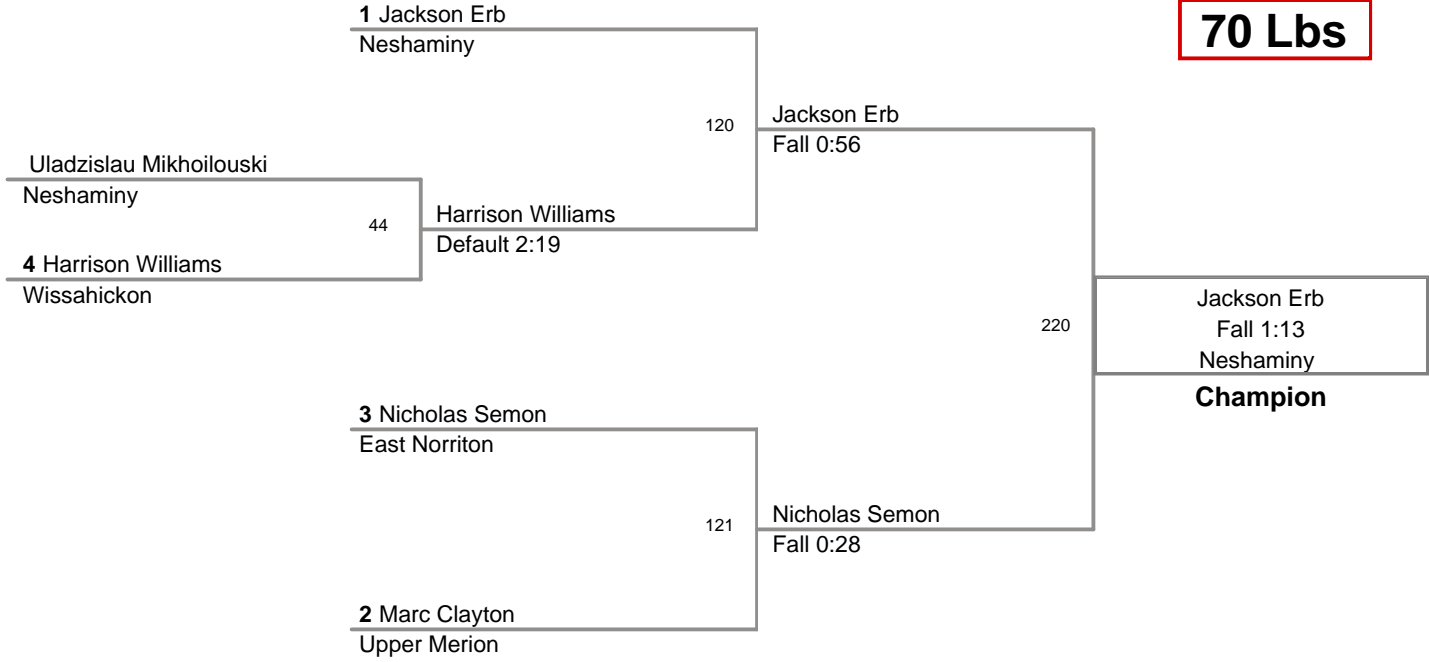 1 Jackson Erb
Neshaminy
70 Lbs
120
Jackson Erb
Fall 0:56
Uladzislau Mikhoilouski
Neshaminy
44
Harrison Williams
Default 2:19
4 Harrison Williams
Wissahickon
220
Jackson Erb
Fall 1:13
Neshaminy
Champion
3 Nicholas Semon
East Norriton
121
Nicholas Semon
Fall 0:28
2 Marc Clayton
Upper Merion